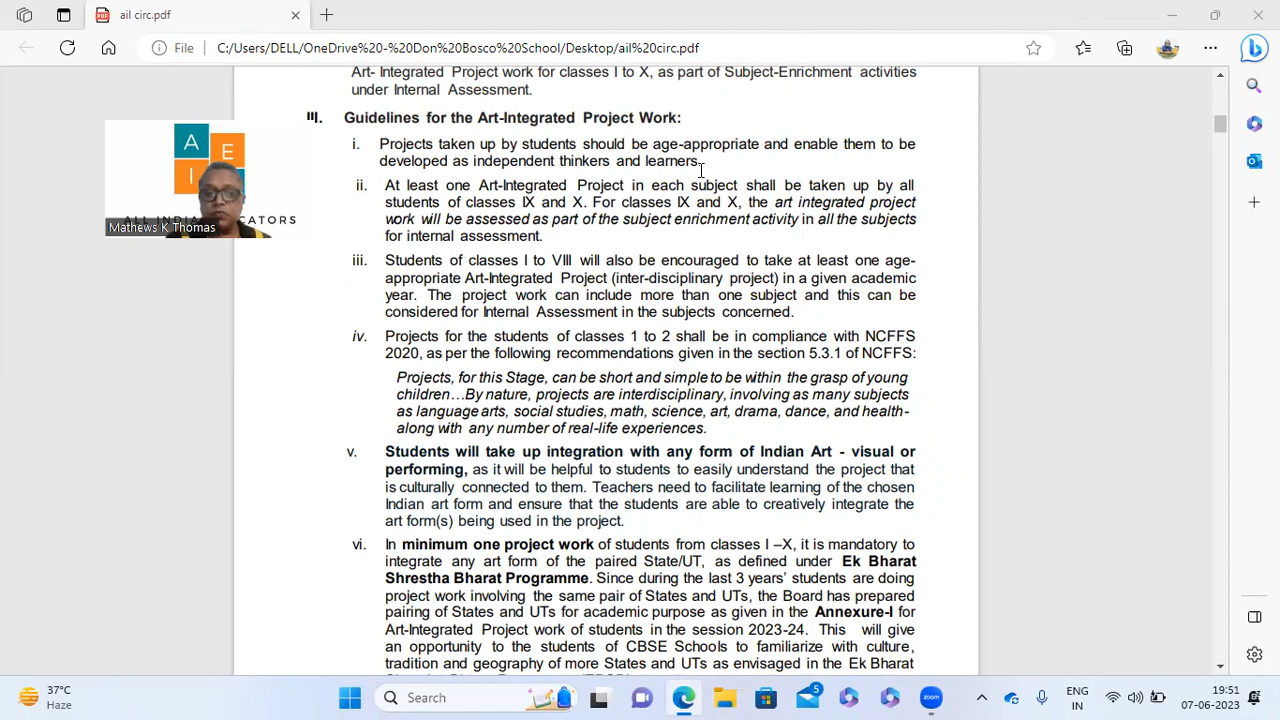 ail circ.pdf
File
C:/Users/DELL/OneDrive%20-%20Don%20Bosco%20School/Desktop/ail%20circ.pdf
Art- Integrated Project work for classes I to X, as part of Subject-Enrichment activities
under Internal Assessment.
III. Guidelines for the Art-Integrated Project Work:
i. Projects taken up by students should be age-appropriate and enable them to be
developed as independent thinkers and learners.
ii. At least one Art-Integrated Project in each subject shall be taken up by all
students of classes IX and X. For classes IX and X, the art integrated project
work will be assessed as part of the subject enrichment activity in all the subjects
for internal assessment.
iii. Students of classes I to VIII will also be encouraged to take at least one age-
appropriate Art-Integrated Project (inter-disciplinary project) in a given academic
year. The project work can include more than one subject and this can be
considered for Internal Assessment in the subjects concerned.
iv. Projects for the students of classes 1 to 2 shall be in compliance with NCFFS
2020, as per the following recommendations given in the section 5.3.1 of NCFFS:
Projects, for this Stage, can be short and simple to be within the grasp of young
children…By nature, projects are interdisciplinary, involving as many subjects
as language arts, social studies, math, science, art, drama, dance, and health-
along with any number of real-life experiences.
v. Students will take up integration with any form of Indian Art - visual or
performing, as it will be helpful to students to easily understand the project that
is culturally connected to them. Teachers need to facilitate learning of the chosen
Indian art form and ensure that the students are able to creatively integrate the
art form(s) being used in the project.
vi. In minimum one project work of students from classes I –X, it is mandatory to
integrate any art form of the paired State/UT, as defined under Ek Bharat
Shrestha Bharat Programme. Since during the last 3 years' students are doing
project work involving the same pair of States and UTs, the Board has prepared
pairing of States and UTs for academic purpose as given in the Annexure-I for
Art-Integrated Project work of students in the session 2023-24. This will give
an opportunity to the students of CBSE Schools to familiarize with culture,
tradition and geography of more States and UTs as envisaged in the Ek Bharat
A
E
I
ALL INDI
CATORS
Mathews K Thomas
37°C
Haze
Search
5
zoom
ENG
IN
19:51
07-06-2023